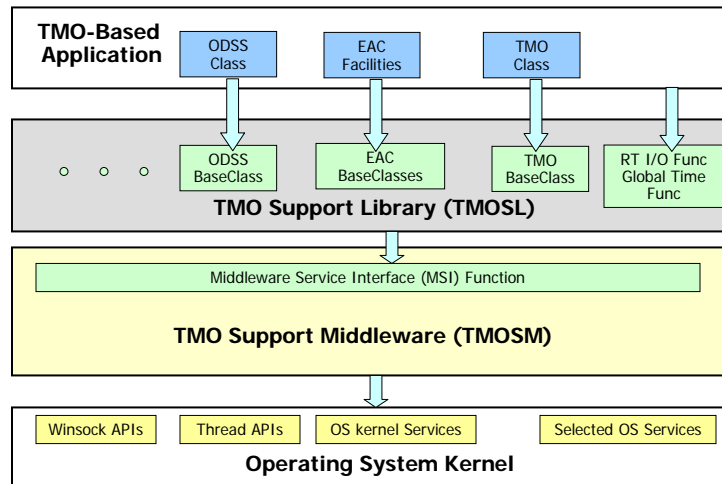 TMO-Based
Application
ODSS
Class
EAC
Facilities
TMO
Class
ODSS
BaseClass
EAC
BaseClasses
TMO
BaseClass
RT I/O Func
Global Time
Func
TMO Support Library (TMOSL)
Middleware Service Interface (MSI) Function
TMO Support Middleware (TMOSM)
Winsock APIs
Thread APIs
OS kernel Services
Selected OS Services
Operating System Kernel